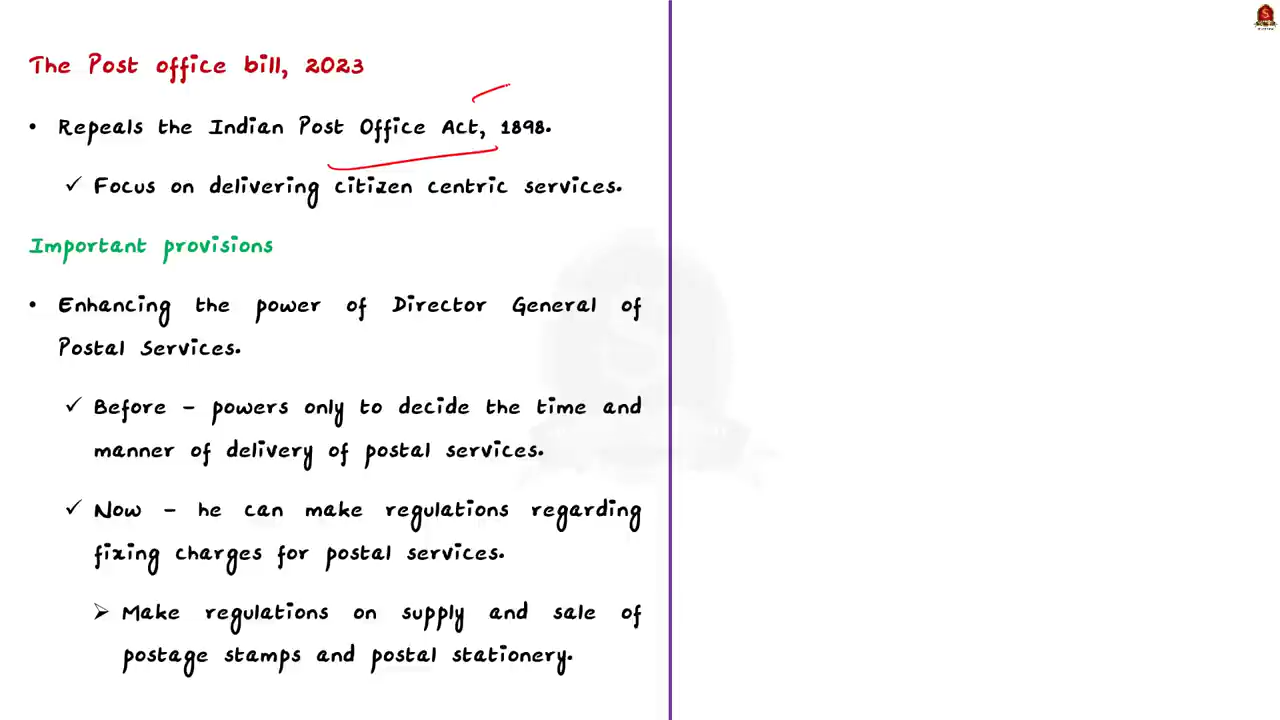 The Post office bill, 2023
• Repeals the Indian Post Office Act, 1898.
✓ Focus on delivering citizen centric services.
Important provisions
• Enhancing the power of Director General of
Postal Services.
✓ Before – powers only to decide the time and
manner of delivery of postal services.
✓ Now – he can make regulations regarding
fixing charges for postal services.
➢ Make regulations on supply and sale of
postage stamps and postal stationery.